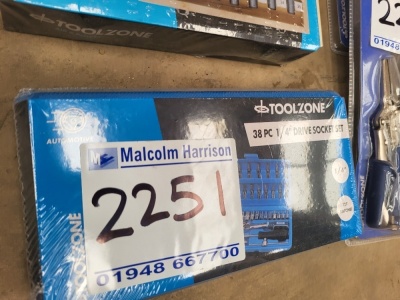 TOOLZONE
22
01948
TOOLZONE
38 PC 1/4" DRIVE SOCKET SET
Malcolm Harrison
2251
01948 667700
TOOLZONE